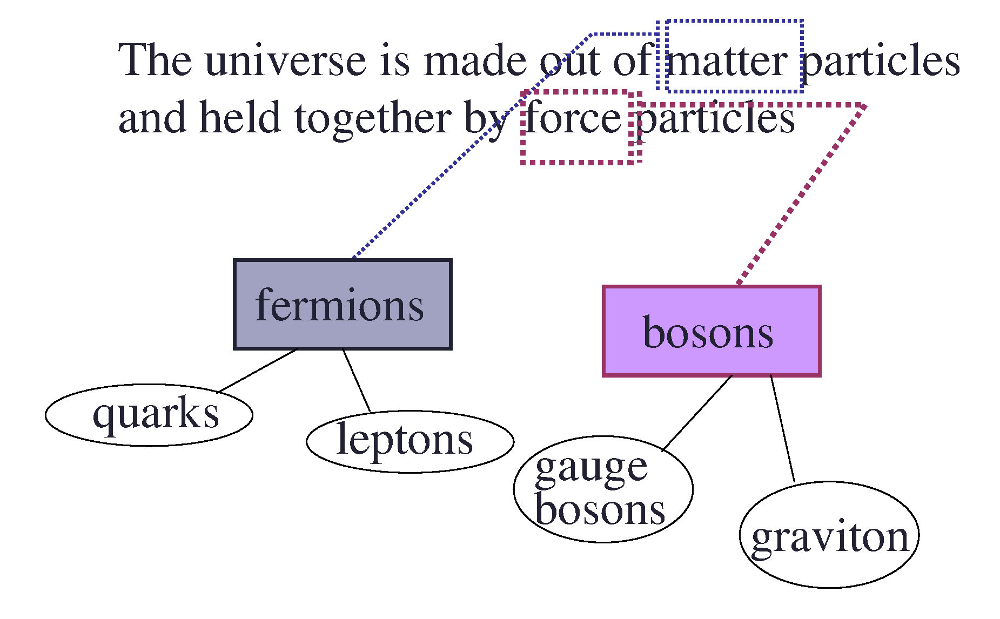 The universe is made out of matter particles
and held together by force particles
fermions
bosons
quarks
leptons
gauge
bosons
graviton